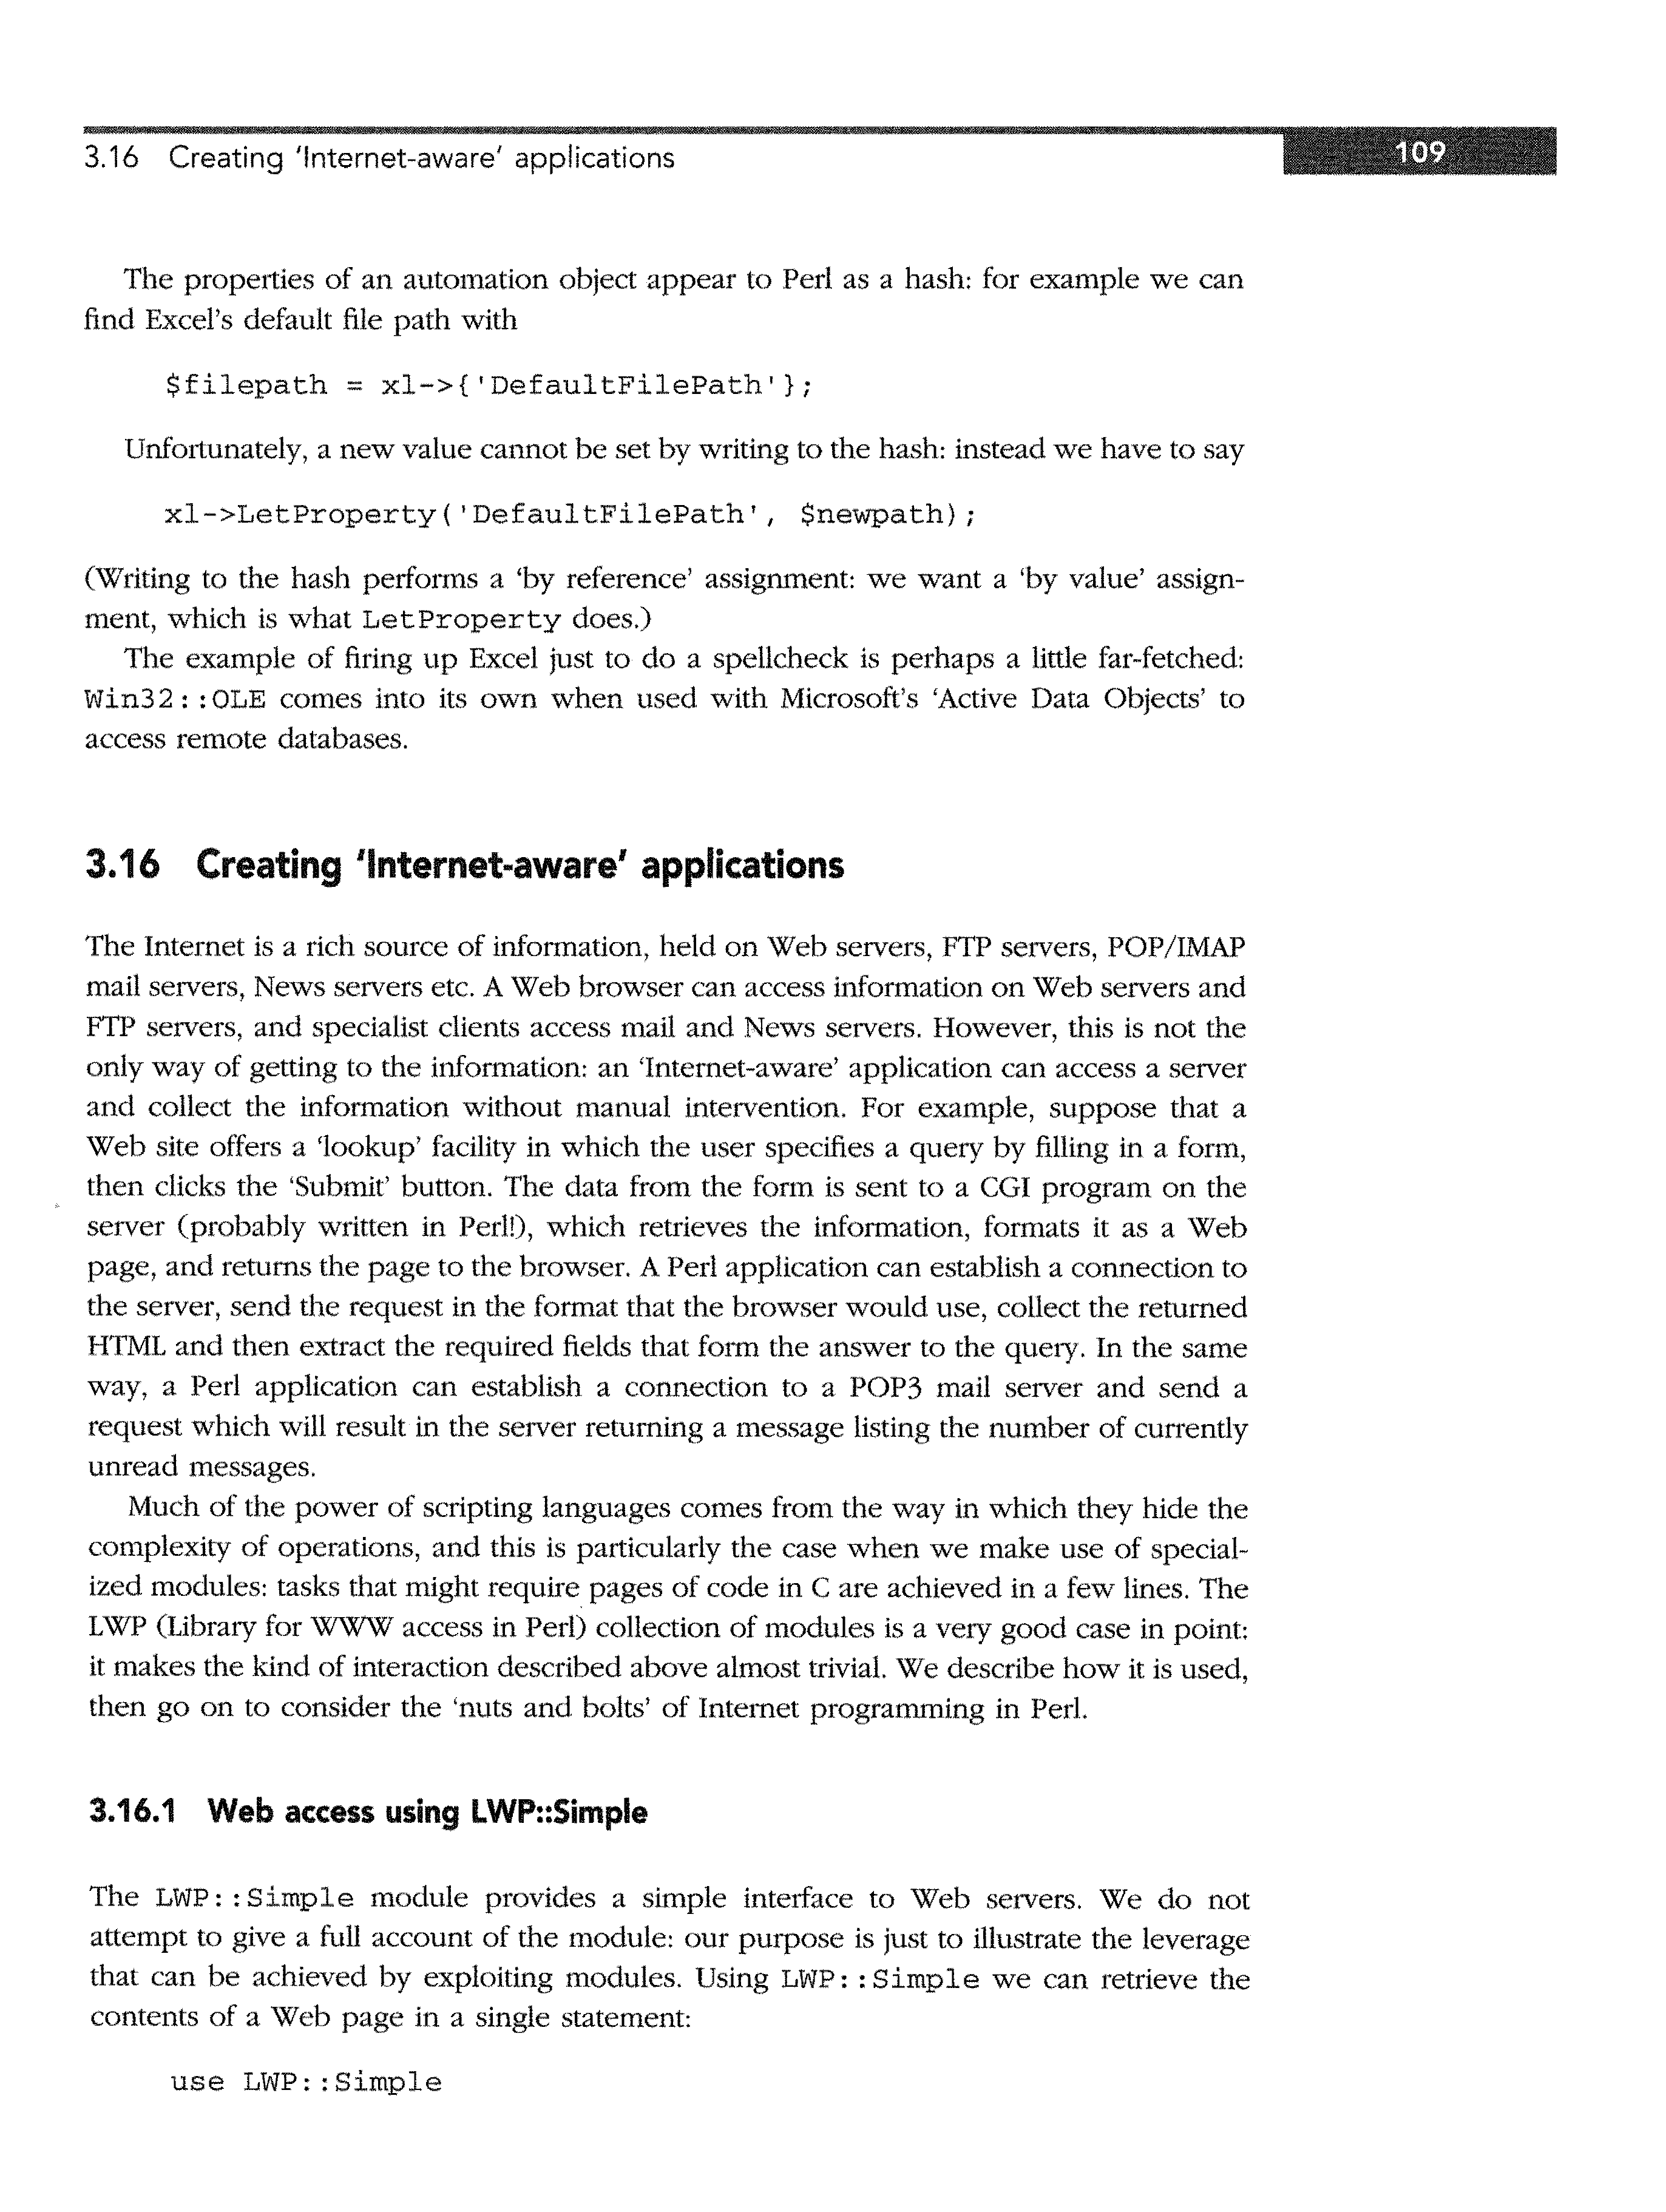 3.16 Creating 'Internet-aware' applications
109
The properties of an automation object appear to Perl as a hash: for example we can
find Excel's default file path with
$filepath = xl->{'DefaultFilePath'};
Unfortunately, a new value cannot be set by writing to the hash: instead we have to say
xl->LetProperty('DefaultFilePath', $newpath);
(Writing to the hash performs a 'by reference' assignment: we want a 'by value' assign-
ment, which is what LetProperty does.)
The example of firing up Excel just to do a spellcheck is perhaps a little far-fetched:
Win32::OLE comes into its own when used with Microsoft's 'Active Data Objects' to
access remote databases.
3.16 Creating 'Internet-aware' applications
The Internet is a rich source of information, held on Web servers, FTP servers, POP/IMAP
mail servers, News servers etc. A Web browser can access information on Web servers and
FTP servers, and specialist clients access mail and News servers. However, this is not the
only way of getting to the information: an 'Internet-aware' application can access a server
and collect the information without manual intervention. For example, suppose that a
Web site offers a 'lookup' facility in which the user specifies a query by filling in a form,
then clicks the 'Submit' button. The data from the form is sent to a CGI program on the
server (probably written in Perl!), which retrieves the information, formats it as a Web
page, and returns the page to the browser. A Perl application can establish a connection to
the server, send the request in the format that the browser would use, collect the returned
HTML and then extract the required fields that form the answer to the query. In the same
way, a Perl application can establish a connection to a POP3 mail server and send a
request which will result in the server returning a message listing the number of currently
unread messages.
Much of the power of scripting languages comes from the way in which they hide the
complexity of operations, and this is particularly the case when we make use of special-
ized modules: tasks that might require pages of code in C are achieved in a few lines. The
LWP (Library for WWW access in Perl) collection of modules is a very good case in point:
it makes the kind of interaction described above almost trivial. We describe how it is used,
then go on to consider the 'nuts and bolts' of Internet programming in Perl.
3.16.1 Web access using LWP::Simple
The LWP::Simple module provides a simple interface to Web servers. We do not
attempt to give a full account of the module: our purpose is just to illustrate the leverage
that can be achieved by exploiting modules. Using LWP::Simple we can retrieve the
contents of a Web page in a single statement:
use LWP::Simple